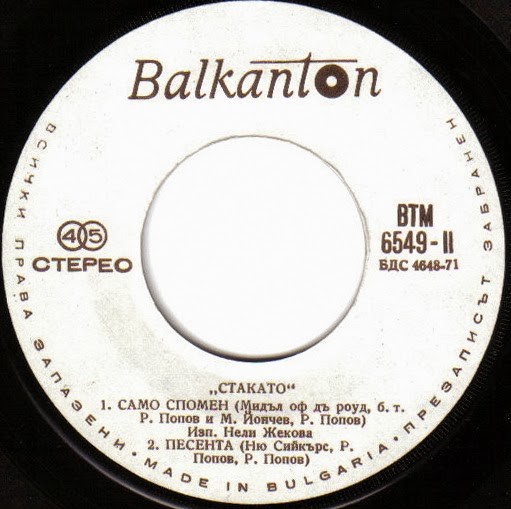 Balkanton
ВСИЧКИ ПРАВА ЗАПАЗЕНИ • MADE IN BULGARIA • ПРЕЗАПИСЪТ ЗАБРАНЕН
45
СТЕРЕО
ВТМ
6549-II
БДС 4648-71
„СТАКАТО“
1. САМО СПОМЕН (Мидъл оф дъ роуд, б. т.
Р. Попов и М. Йончев, Р. Попов)
Изп. Нели Жекова
2. ПЕСЕНТА (Ню Сийкърс, Р.
Попов, Р. Попов)